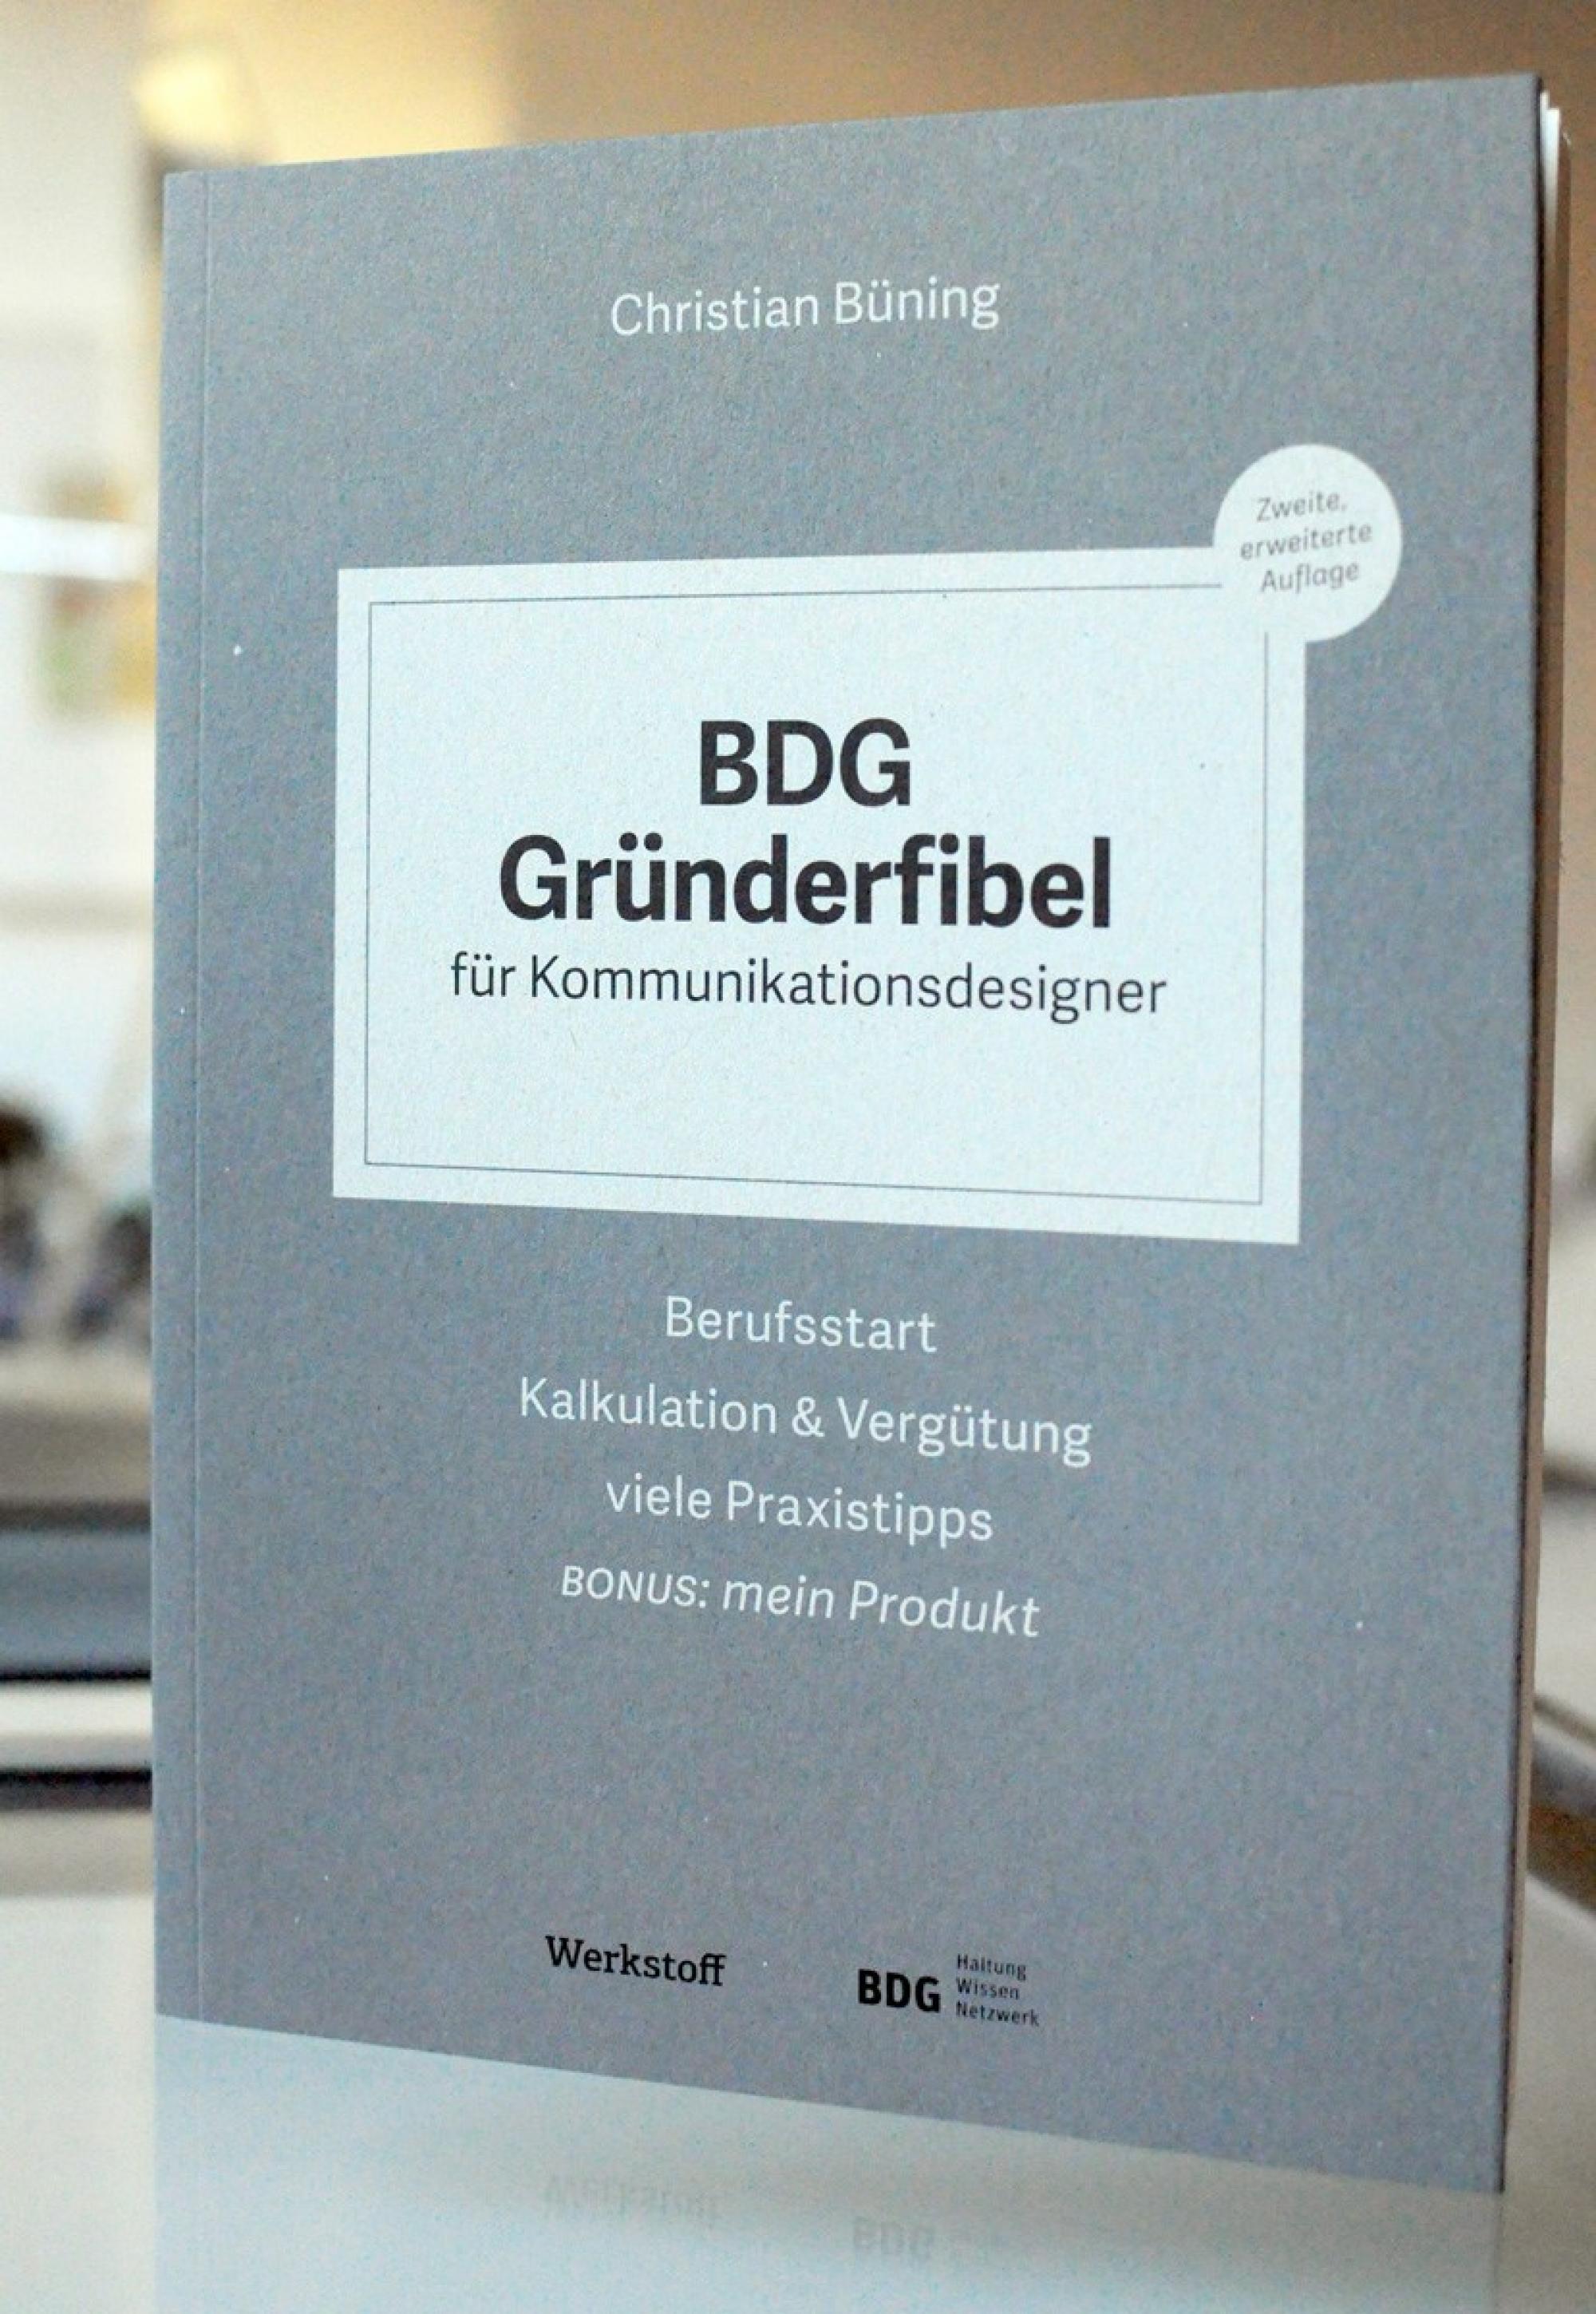 Christian Büning
Zweite,
erweiterte
Auflage
BDG
Gründerfibel
für Kommunikationsdesigner
Berufsstart
Kalkulation & Vergütung
viele Praxistipps
BONUS: mein Produkt
Werkstoff
BDG
Haltung
Wissen
Netzwerk